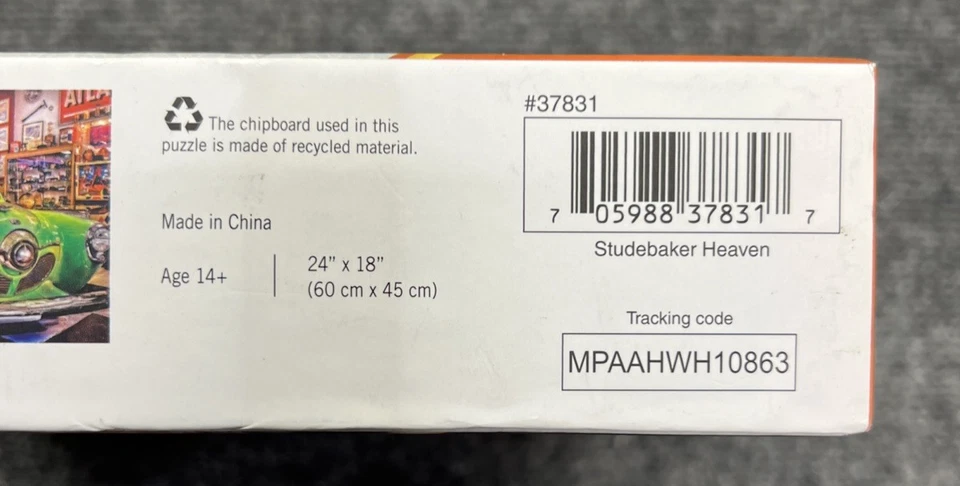 The chipboard used in this
puzzle is made of recycled material.
Made in China
Age 14+
24” x 18”
(60 cm x 45 cm)
#37831
7 05988 37831 7
Studebaker Heaven
Tracking code
MPAAHWH10863